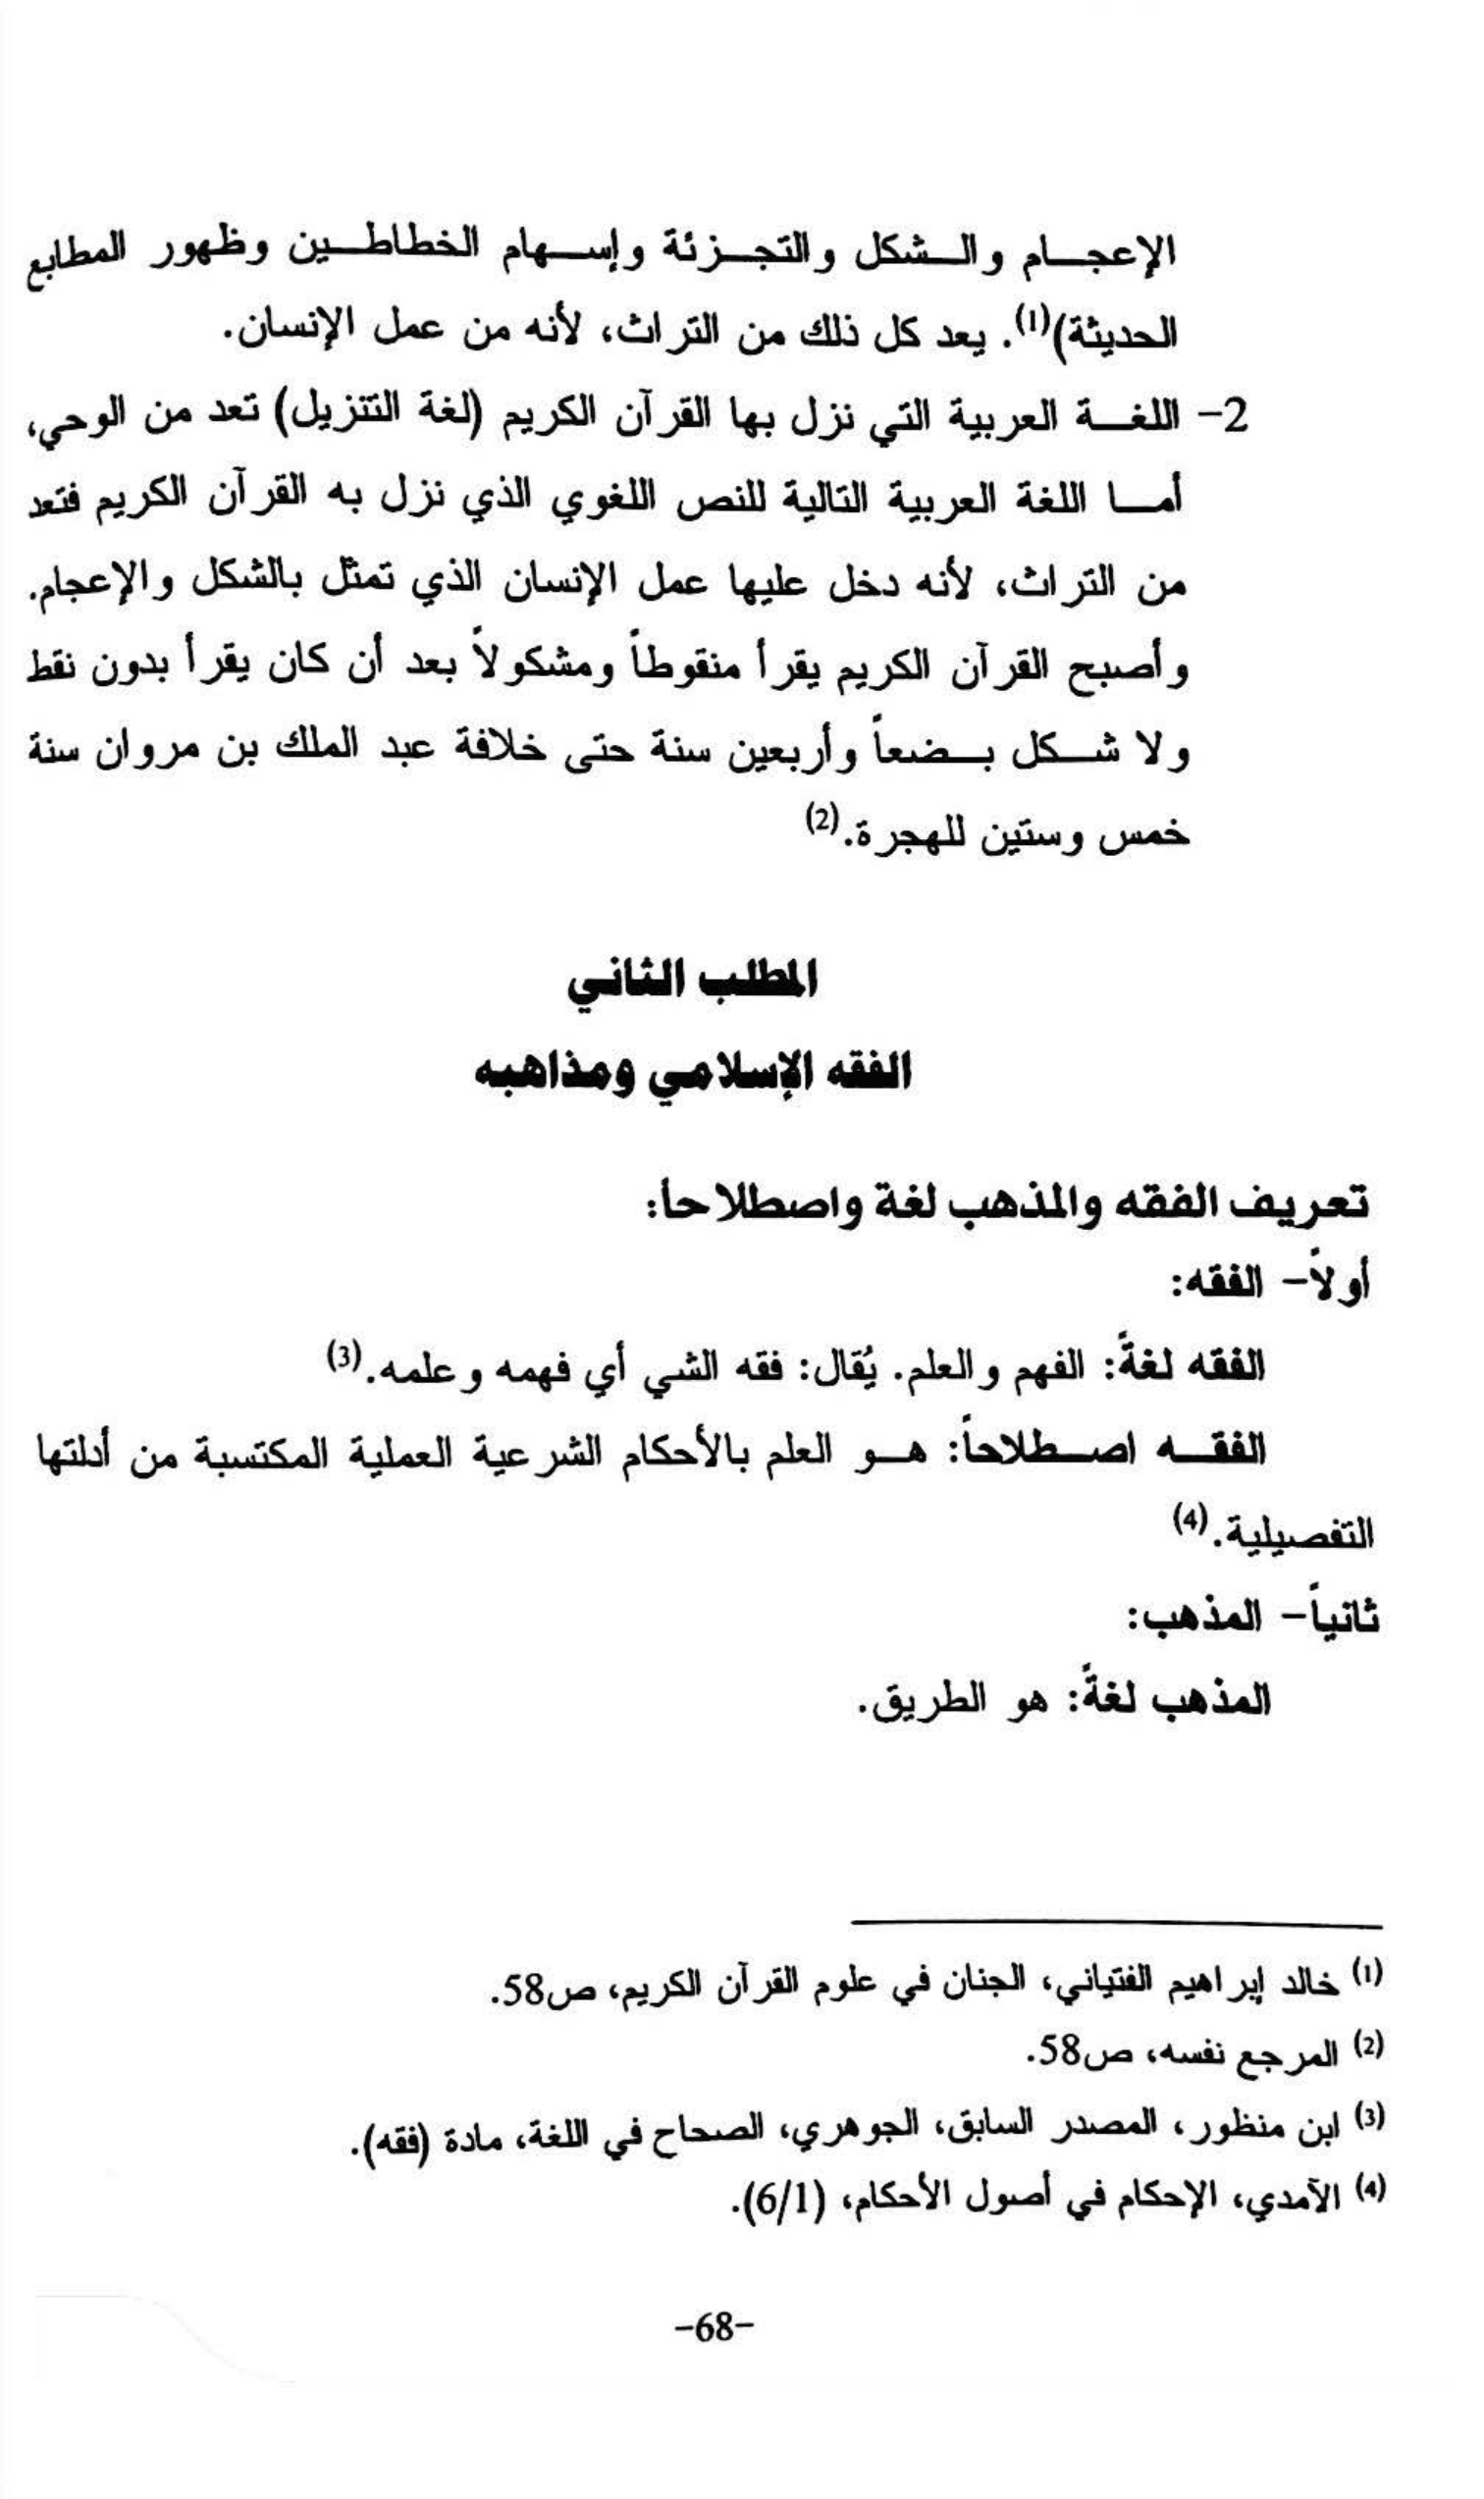 الإعجام والشكل والتجزئة وإسهام الخطاطين وظهور المطابع
الحديثة)(1). يعد كل ذلك من التراث، لأنه من عمل الإنسان.
2- اللغة العربية التي نزل بها القرآن الكريم (لغة التنزيل) تعد من الوحي،
أما اللغة العربية التالية للنص اللغوي الذي نزل به القرآن الكريم فتعد
من التراث، لأنه دخل عليها عمل الإنسان الذي تمثل بالشكل والإعجام.
وأصبح القرآن الكريم يقرأ منقوطاً ومشكولاً بعد أن كان يقرأ بدون نقط
ولا شكل بضعاً وأربعين سنة حتى خلافة عبد الملك بن مروان سنة
خمس وستين للهجرة.(2)
المطلب الثاني
الفقه الإسلامي ومذاهبه
تعريف الفقه والمذهب لغة واصطلاحا:
أولاً- الفقه:
الفقه لغةً: الفهم والعلم. يُقال: فقه الشي أي فهمه وعلمه.(3)
الفقه اصطلاحاً: هو العلم بالأحكام الشرعية العملية المكتسبة من أدلتها
التفصيلية.(4)
ثانياً- المذهب:
المذهب لغةً: هو الطريق.
(1) خالد إبراهيم الفتياني، الجنان في علوم القرآن الكريم، ص58.
(2) المرجع نفسه، ص58.
(3) ابن منظور، المصدر السابق، الجوهري، الصحاح في اللغة، مادة (فقه).
(4) الآمدي، الإحكام في أصول الأحكام، (6/1).
-68-